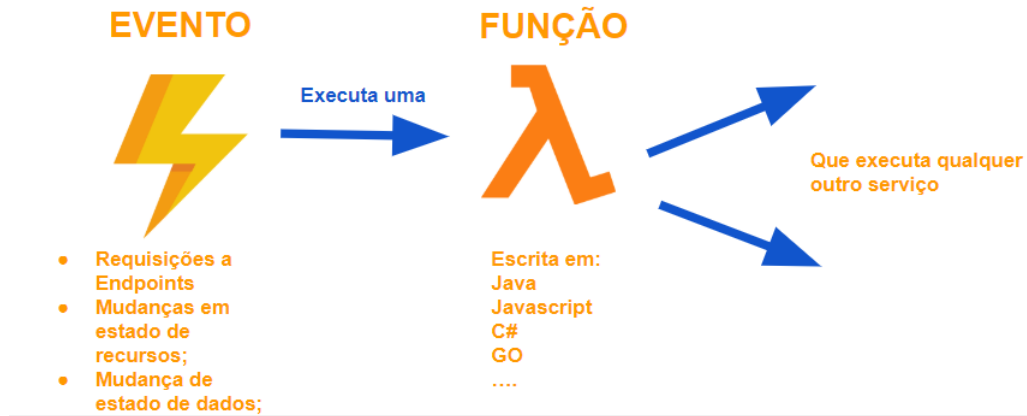 EVENTO
● Requisições a
Endpoints
● Mudanças em
estado de
recursos;
● Mudança de
estado de dados;
Executa uma
FUNÇÃO
Escrita em:
Java
Javascript
C#
GO
....
Que executa qualquer
outro serviço